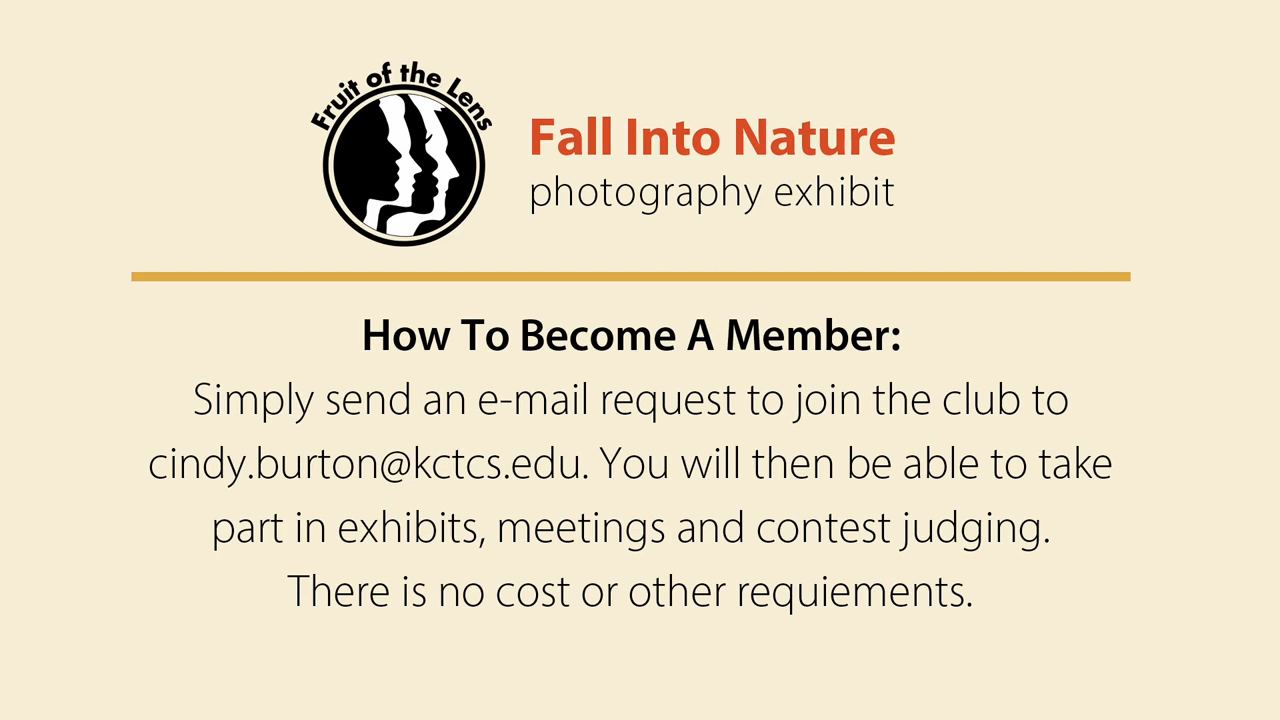 Fruit of the Lens
Fall Into Nature
photography exhibit
How To Become A Member:
Simply send an e-mail request to join the club to
cindy.burton@kctcs.edu. You will then be able to take
part in exhibits, meetings and contest judging.
There is no cost or other requiements.